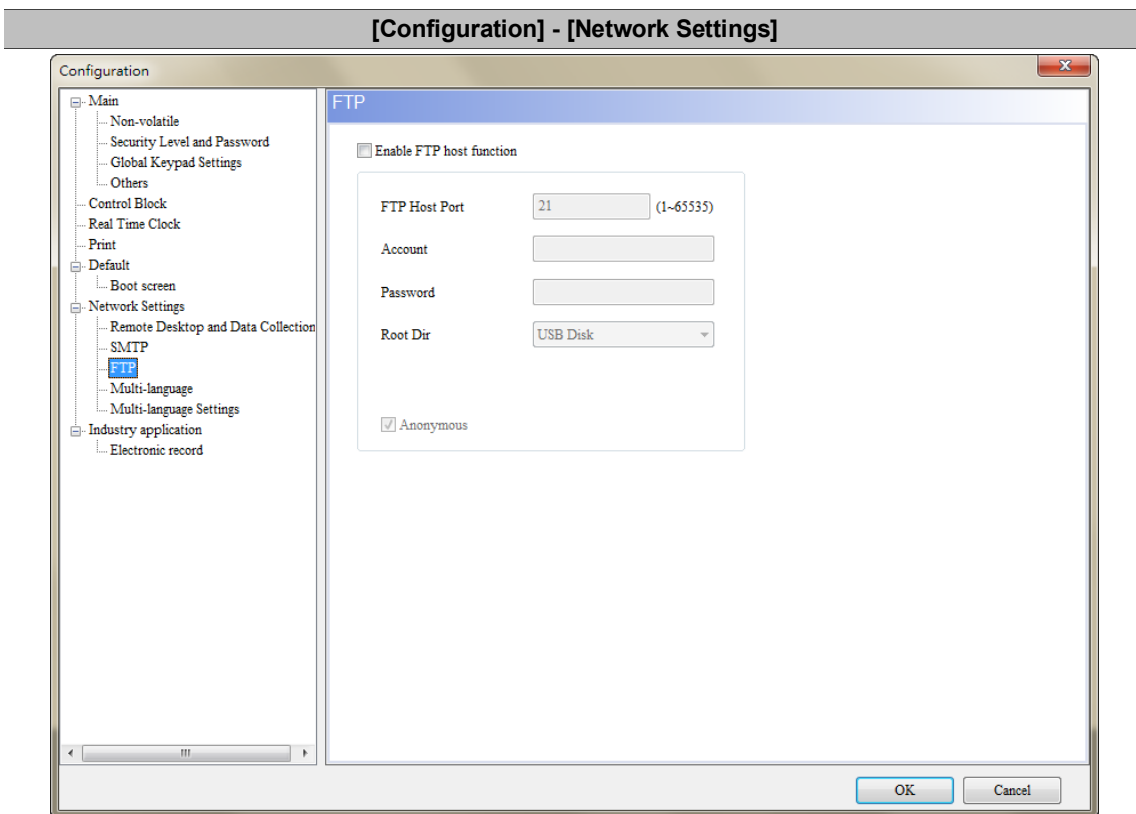 [Configuration] - [Network Settings]
Configuration
Main
Non-volatile
Security Level and Password
Global Keypad Settings
Others
Control Block
Real Time Clock
Print
Default
Boot screen
Network Settings
Remote Desktop and Data Collection
SMTP
FTP
Multi-language
Multi-language Settings
Industry application
Electronic record
FTP
Enable FTP host function
FTP Host Port 21 (1~65535)
Account
Password
Root Dir USB Disk
Anonymous
OK Cancel